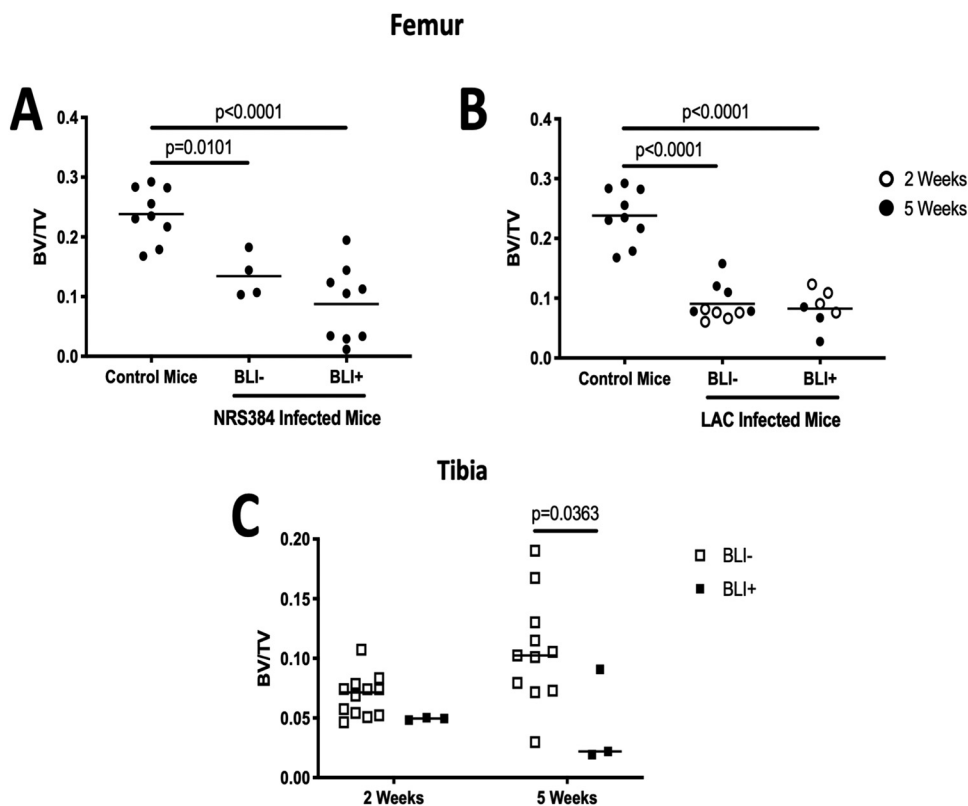 Femur
A
p<0.0001
p=0.0101
0.4
0.3
0.2
0.1
0.0
BV/TV
Control Mice BLI- BLI+
NRS384 Infected Mice
B
p<0.0001
p<0.0001
0.4
0.3
0.2
0.1
0.0
BV/TV
Control Mice BLI- BLI+
LAC Infected Mice
2 Weeks
5 Weeks
Tibia
C
p=0.0363
0.20
0.15
0.10
0.05
0.00
BV/TV
2 Weeks 5 Weeks
BLI-
BLI+